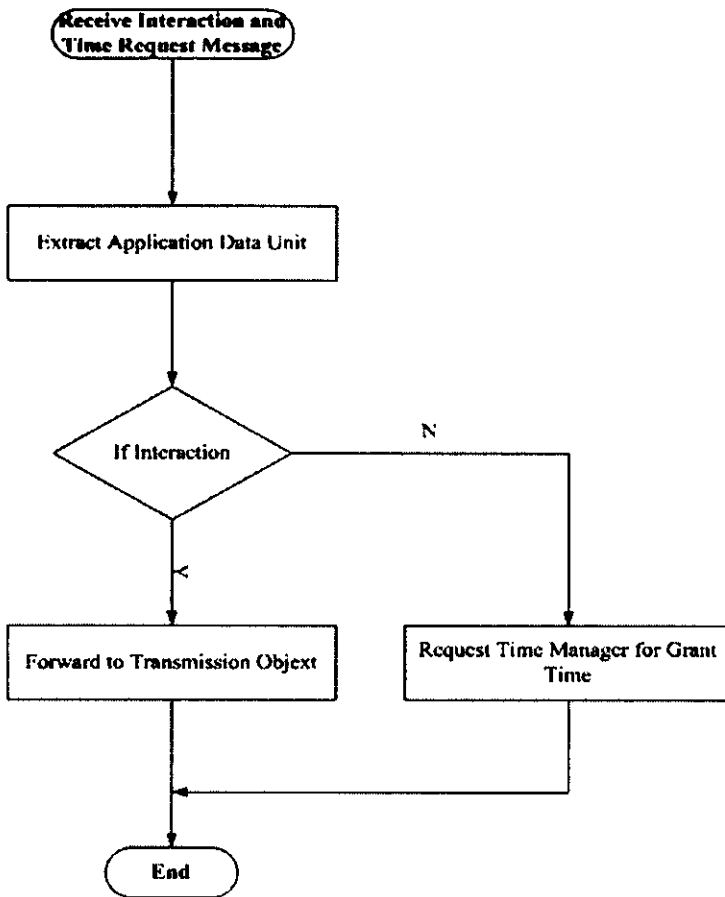 Receive Interaction and
Time Request Message
Extract Application Data Unit
If Interaction
N
Y
Forward to Transmission Objext
Request Time Manager for Grant
Time
End